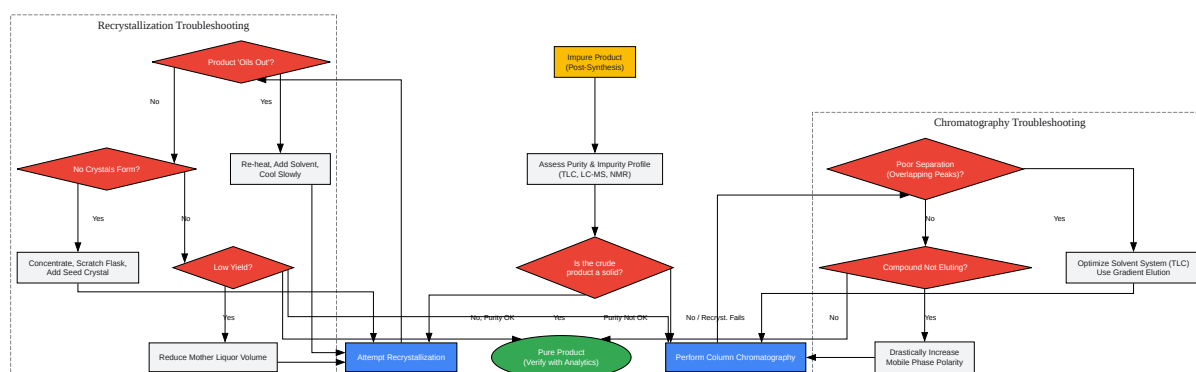 Recrystallization Troubleshooting
Product 'Oils Out'?
Impure Product
(Post-Synthesis)
No
Yes
Chromatography Troubleshooting
No Crystals Form?
Re-heat, Add Solvent,
Cool Slowly
Assess Purity & Impurity Profile
(TLC, LC-MS, NMR)
Poor Separation
(Overlapping Peaks)?
Yes
No
No
Yes
Concentrate, Scratch Flask,
Add Seed Crystal
Low Yield?
Is the crude
product a solid?
Compound Not Eluting?
Optimize Solvent System (TLC)
Use Gradient Elution
Yes
No, Purity OK
Yes
Purity Not OK
No / Recryst. Fails
No
Yes
Reduce Mother Liquor Volume
Attempt Recrystallization
Pure Product
(Verify with Analytics)
Perform Column Chromatography
Drastically Increase
Mobile Phase Polarity